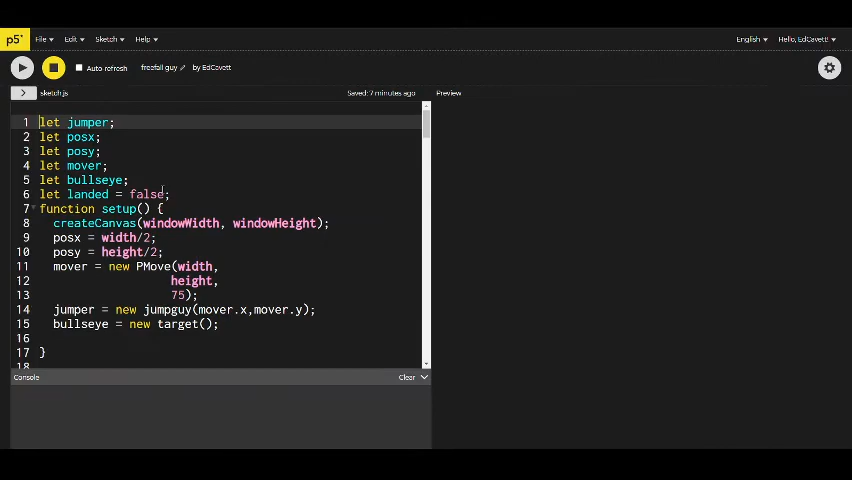 p5* File Edit Sketch Help English Hello, EdCavett!
Auto refresh freefall guy by EdCavett
sketch.js Saved: 7 minutes ago Preview
1 let jumper;
2 let posx;
3 let posy;
4 let mover;
5 let bullseye;
6 let landed = false;
7 function setup() {
8 createCanvas(windowWidth, windowHeight);
9 posx = width/2;
10 posy = height/2;
11 mover = new PMove(width,
12 height,
13 75);
14 jumper = new jumpguy(mover.x,mover.y);
15 bullseye = new target();
16
17 }
18
Console Clear